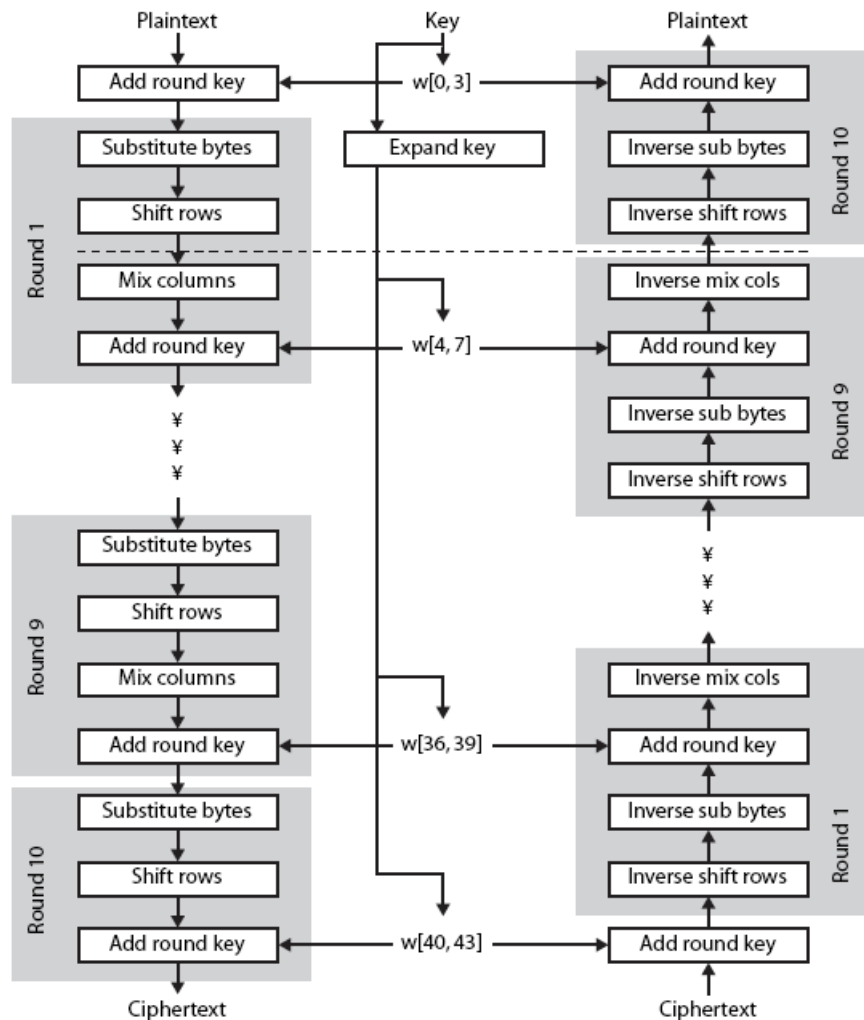 Plaintext
Add round key
Round 1
Substitute bytes
Shift rows
Mix columns
Add round key
¥
¥
¥
Round 9
Substitute bytes
Shift rows
Mix columns
Add round key
Round 10
Substitute bytes
Shift rows
Add round key
Ciphertext
Key
w[0, 3]
Expand key
w[4, 7]
w[36, 39]
w[40, 43]
Plaintext
Add round key
Inverse sub bytes
Inverse shift rows
Round 10
Inverse mix cols
Add round key
Inverse sub bytes
Inverse shift rows
Round 9
¥
¥
¥
Inverse mix cols
Add round key
Inverse sub bytes
Inverse shift rows
Round 1
Add round key
Ciphertext